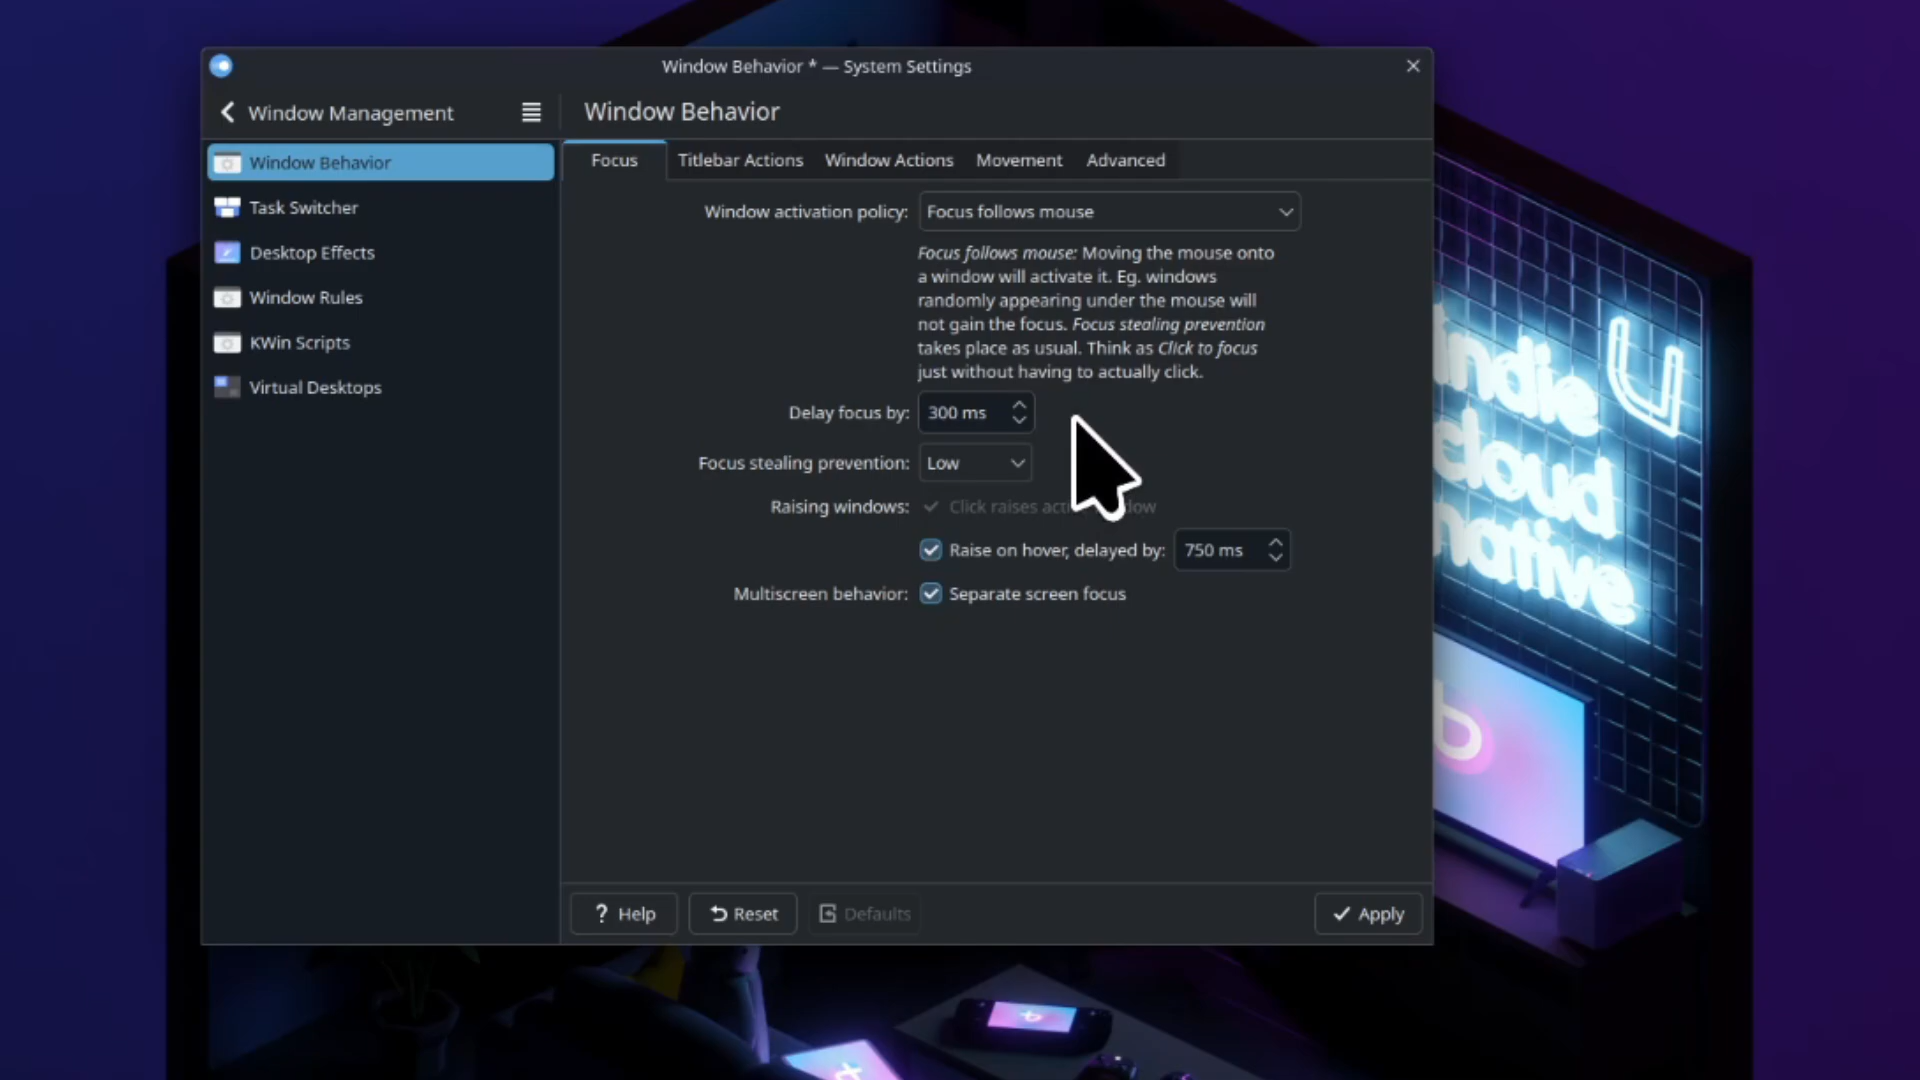 Window Behavior * — System Settings
Window Management
Window Behavior
Window Behavior
Task Switcher
Desktop Effects
Window Rules
KWin Scripts
Virtual Desktops
Focus
Titlebar Actions
Window Actions
Movement
Advanced
Window activation policy: Focus follows mouse
Focus follows mouse: Moving the mouse onto
a window will activate it. Eg. windows
randomly appearing under the mouse will
not gain the focus. Focus stealing prevention
takes place as usual. Think as Click to focus
just without having to actually click.
Delay focus by: 300 ms
Focus stealing prevention: Low
Raising windows: Click raises
Raise on hover, delayed by: 750 ms
Multiscreen behavior: Separate screen focus
? Help
Reset
Defaults
Apply
indie
cloud
native
U
b